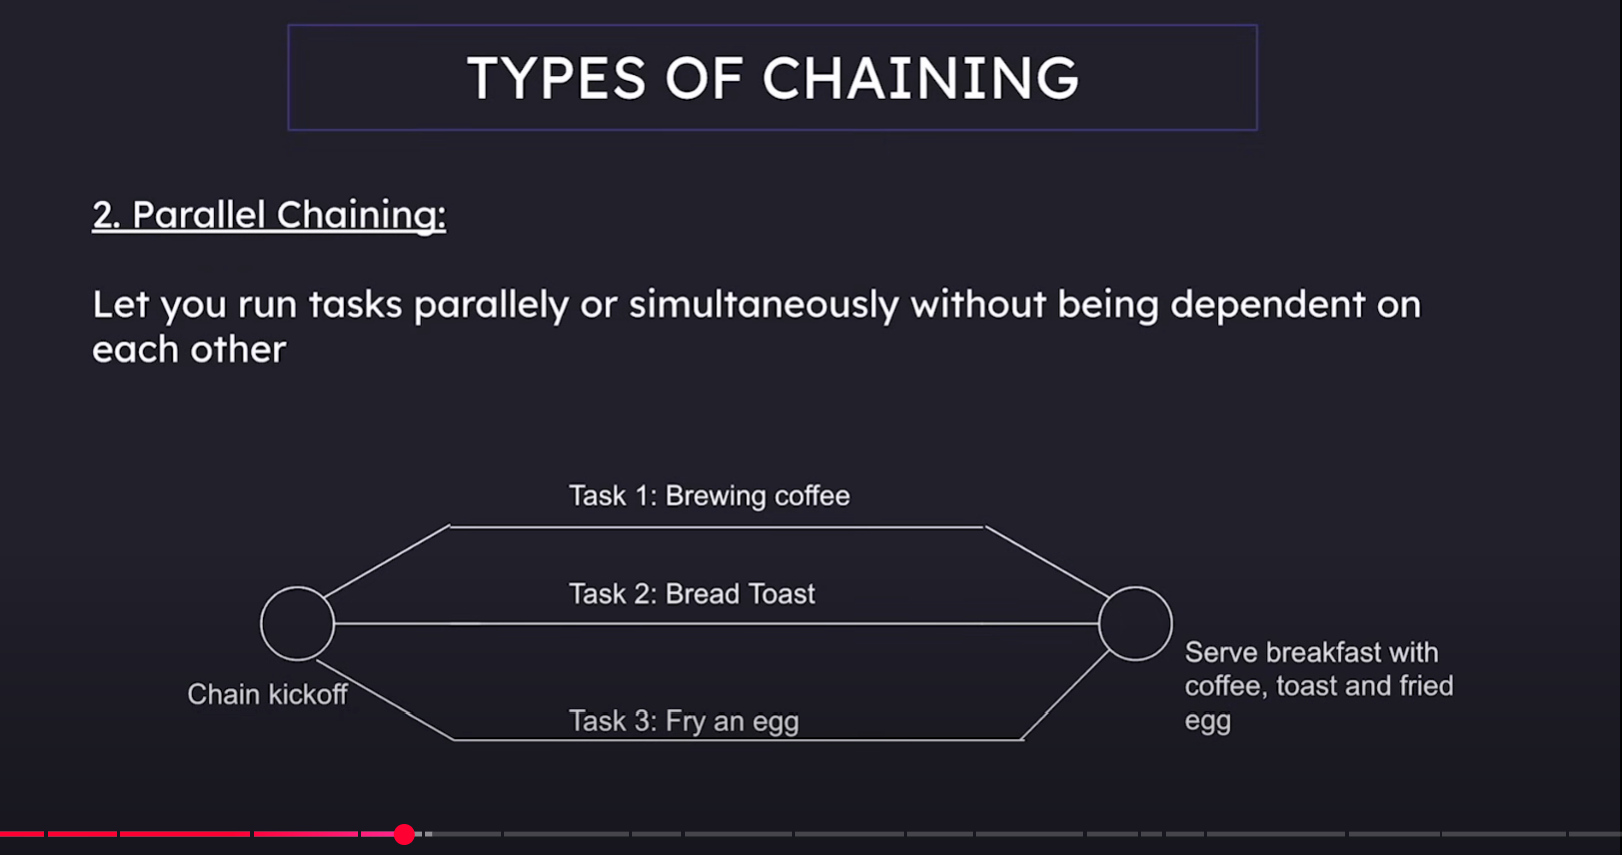 TYPES OF CHAINING
2. Parallel Chaining:
Let you run tasks parallely or simultaneously without being dependent on
each other
Task 1: Brewing coffee
Task 2: Bread Toast
Serve breakfast with
coffee, toast and fried
egg
Chain kickoff
Task 3: Fry an egg